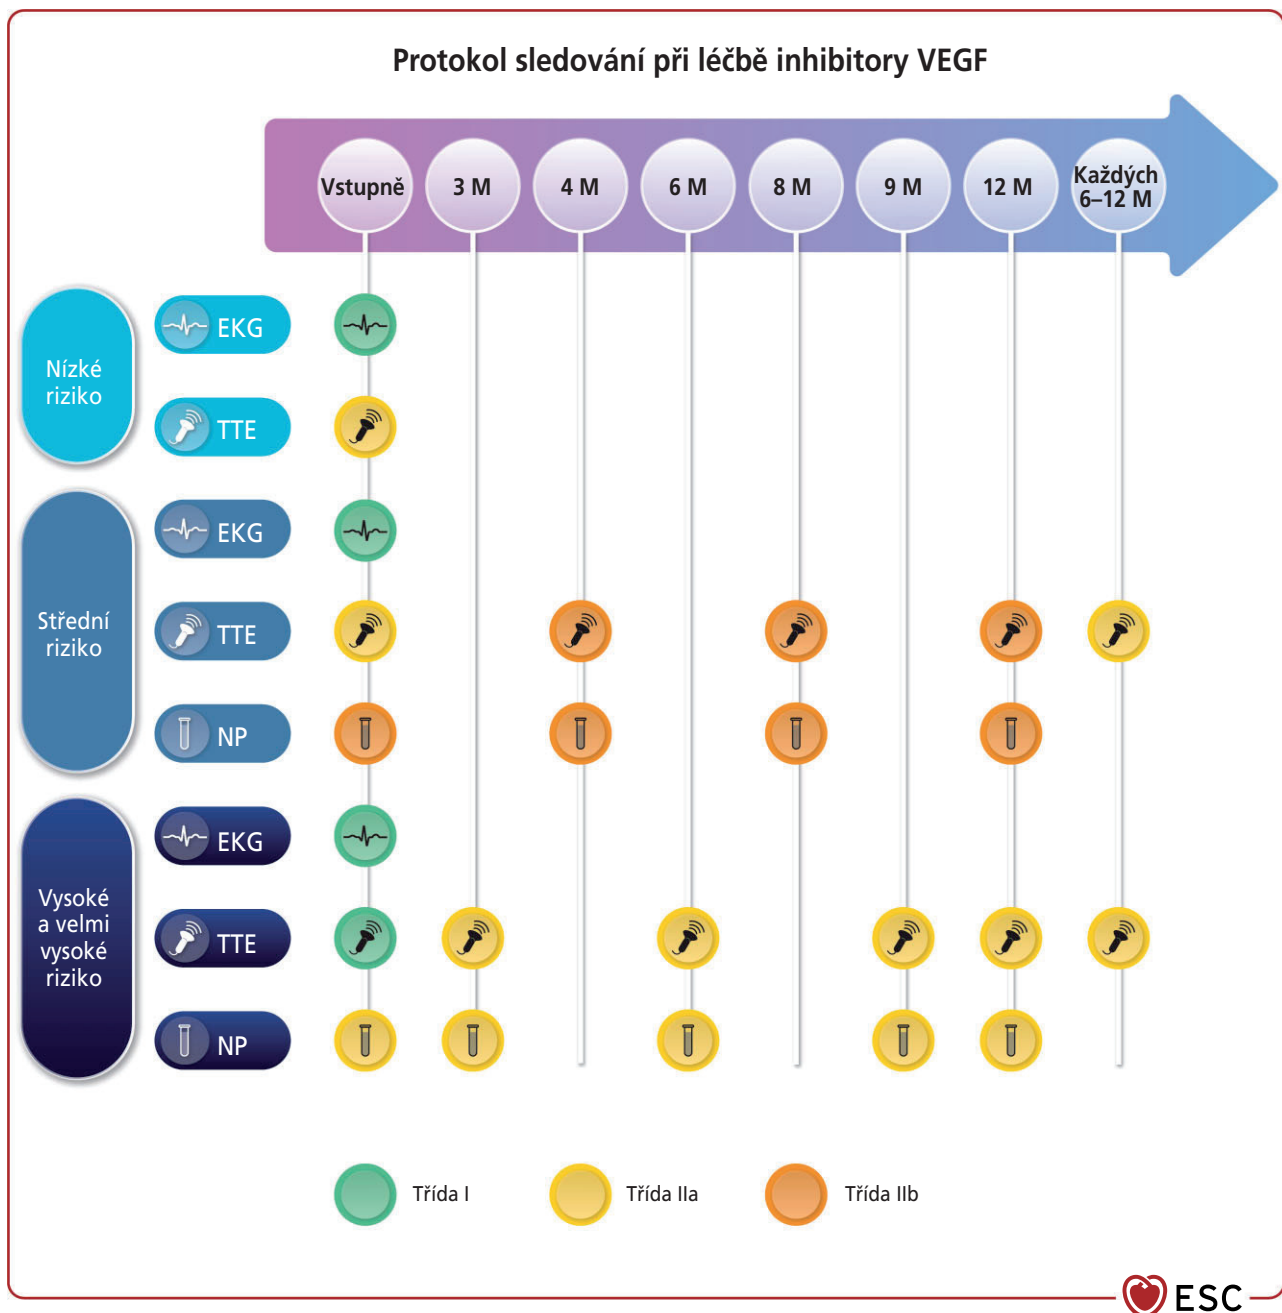 Protokol sledování při léčbě inhibitory VEGF
Vstupně
3 M
4 M
6 M
8 M
9 M
12 M
Každých
6–12 M
Nízké
riziko
EKG
TTE
Střední
riziko
EKG
TTE
NP
Vysoké
a velmi
vysoké
riziko
EKG
TTE
NP
Třída I
Třída IIa
Třída IIb
ESC